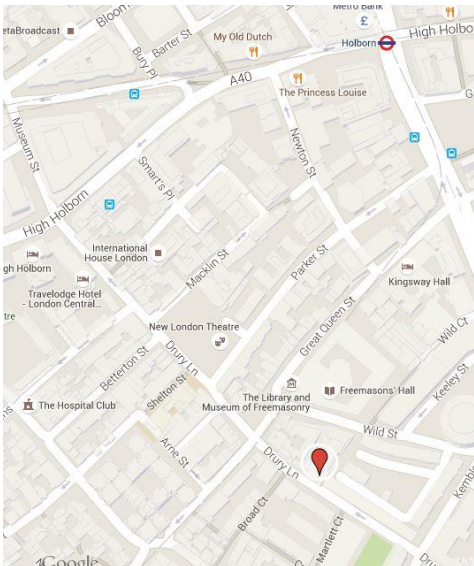 Metro Bank
Bloom
etaBroadcast
Barter St
Bury Pl
My Old Dutch
£
Holborn
High Holborn
A40
The Princess Louise
Museum St
Newton St
Smart's Pl
High Holborn
International
House London
Macklin St
Parker St
gh Holborn
Travelodge Hotel
- London Central...
tre
Kingsway Hall
New London Theatre
Great Queen St
Wild Ct
Drury Ln
Betterton St
Shelton St
Keeley St
The Library and
Museum of Freemasonry
Freemasons' Hall
The Hospital Club
Wild St
Arne St
Drury Ln
Kembl
Broad Ct
Martlett Ct
Dru
Google